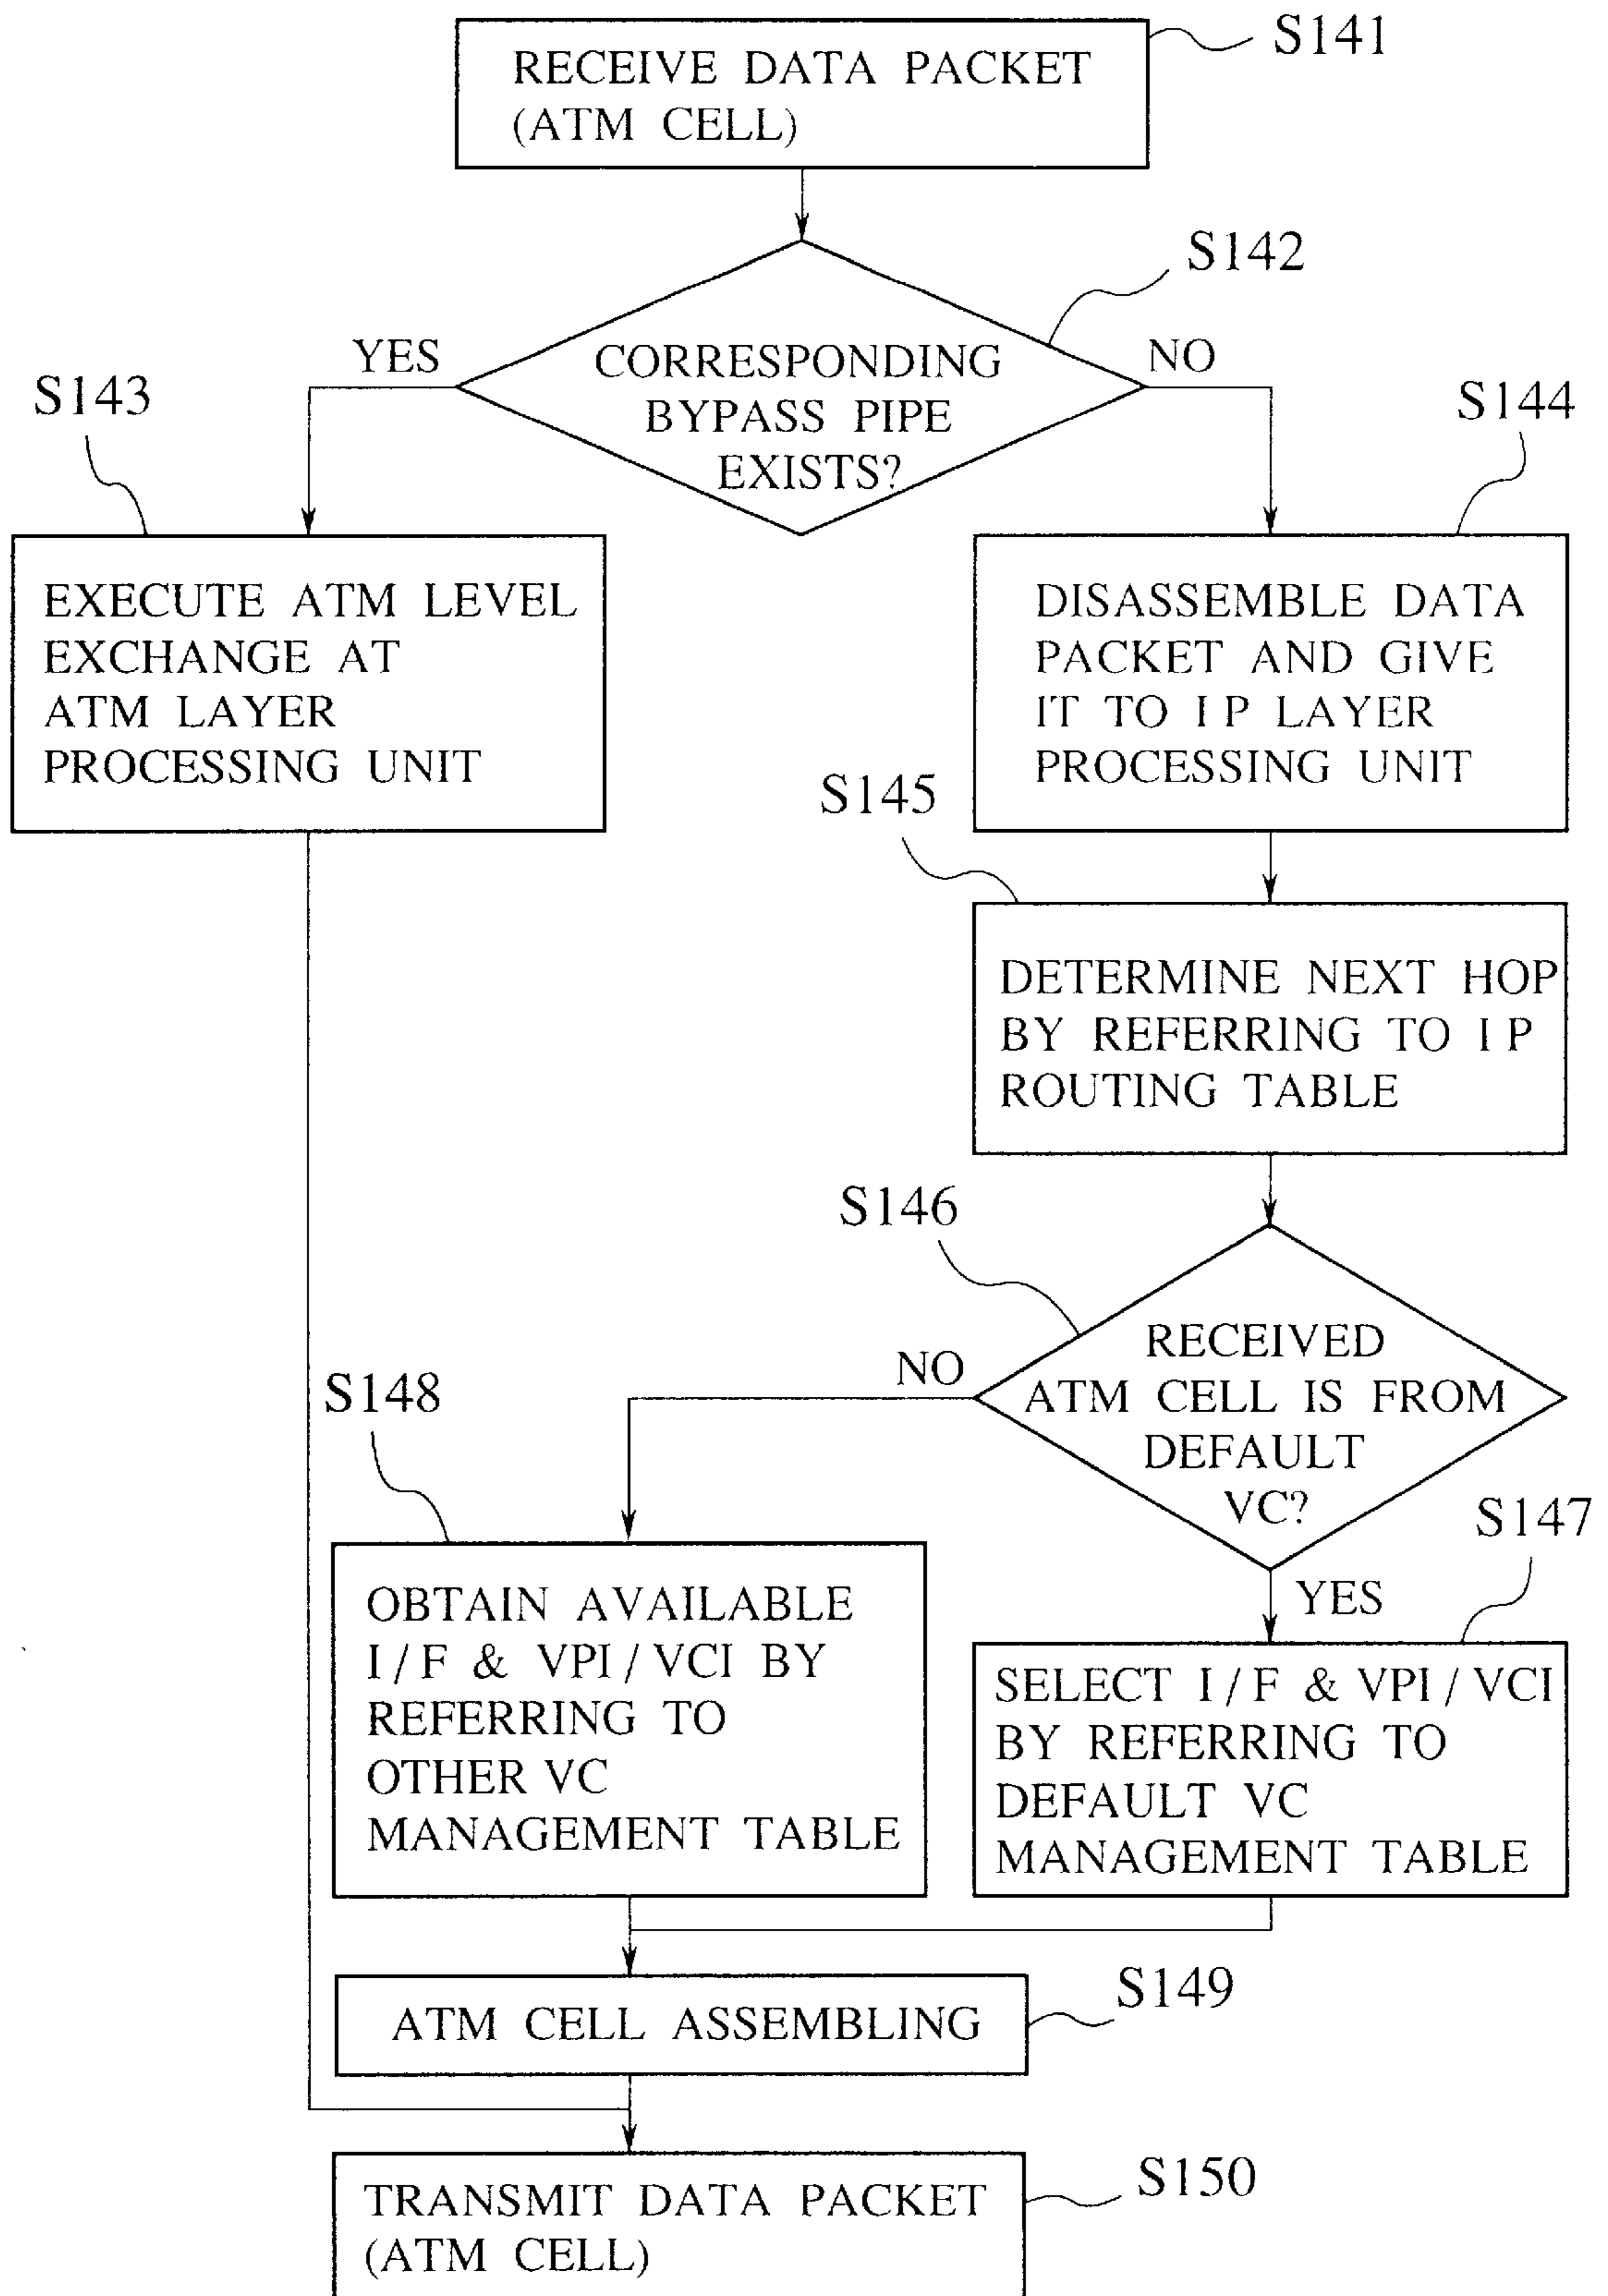 S141
RECEIVE DATA PACKET
(ATM CELL)
S142
YES
NO
CORRESPONDING
BYPASS PIPE
EXISTS?
S143
S144
EXECUTE ATM LEVEL
EXCHANGE AT
ATM LAYER
PROCESSING UNIT
DISASSEMBLE DATA
PACKET AND GIVE
IT TO IP LAYER
PROCESSING UNIT
S145
DETERMINE NEXT HOP
BY REFERRING TO IP
ROUTING TABLE
S146
RECEIVED
ATM CELL IS FROM
DEFAULT
VC?
NO
YES
S148
S147
OBTAIN AVAILABLE
I/F & VPI/VCI BY
REFERRING TO
OTHER VC
MANAGEMENT TABLE
SELECT I/F & VPI/VCI
BY REFERRING TO
DEFAULT VC
MANAGEMENT TABLE
S149
ATM CELL ASSEMBLING
S150
TRANSMIT DATA PACKET
(ATM CELL)